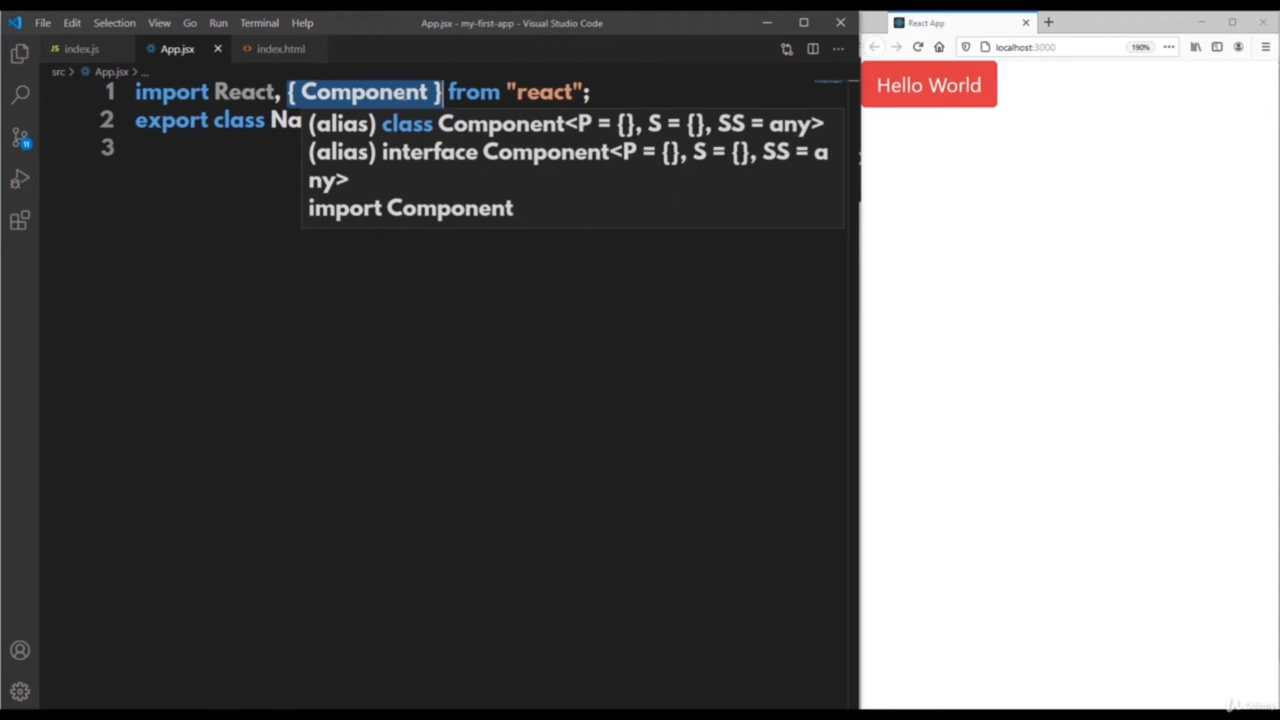 File Edit Selection View Go Run Terminal Help
App.jsx - my-first-app - Visual Studio Code
index.js App.jsx index.html
src > App.jsx > ...
1 import React, { Component } from "react";
2 export class Na
3
(alias) class Component<P = {}, S = {}, SS = any>
(alias) interface Component<P = {}, S = {}, SS = a
ny>
import Component
11
React App
localhost:3000 190%
Hello World